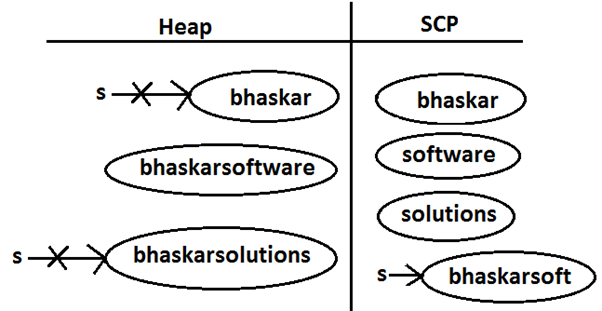 Heap SCP
s bhaskar bhaskar
bhaskarsoftware software
solutions
s bhaskarsolutions
s bhaskarsoft